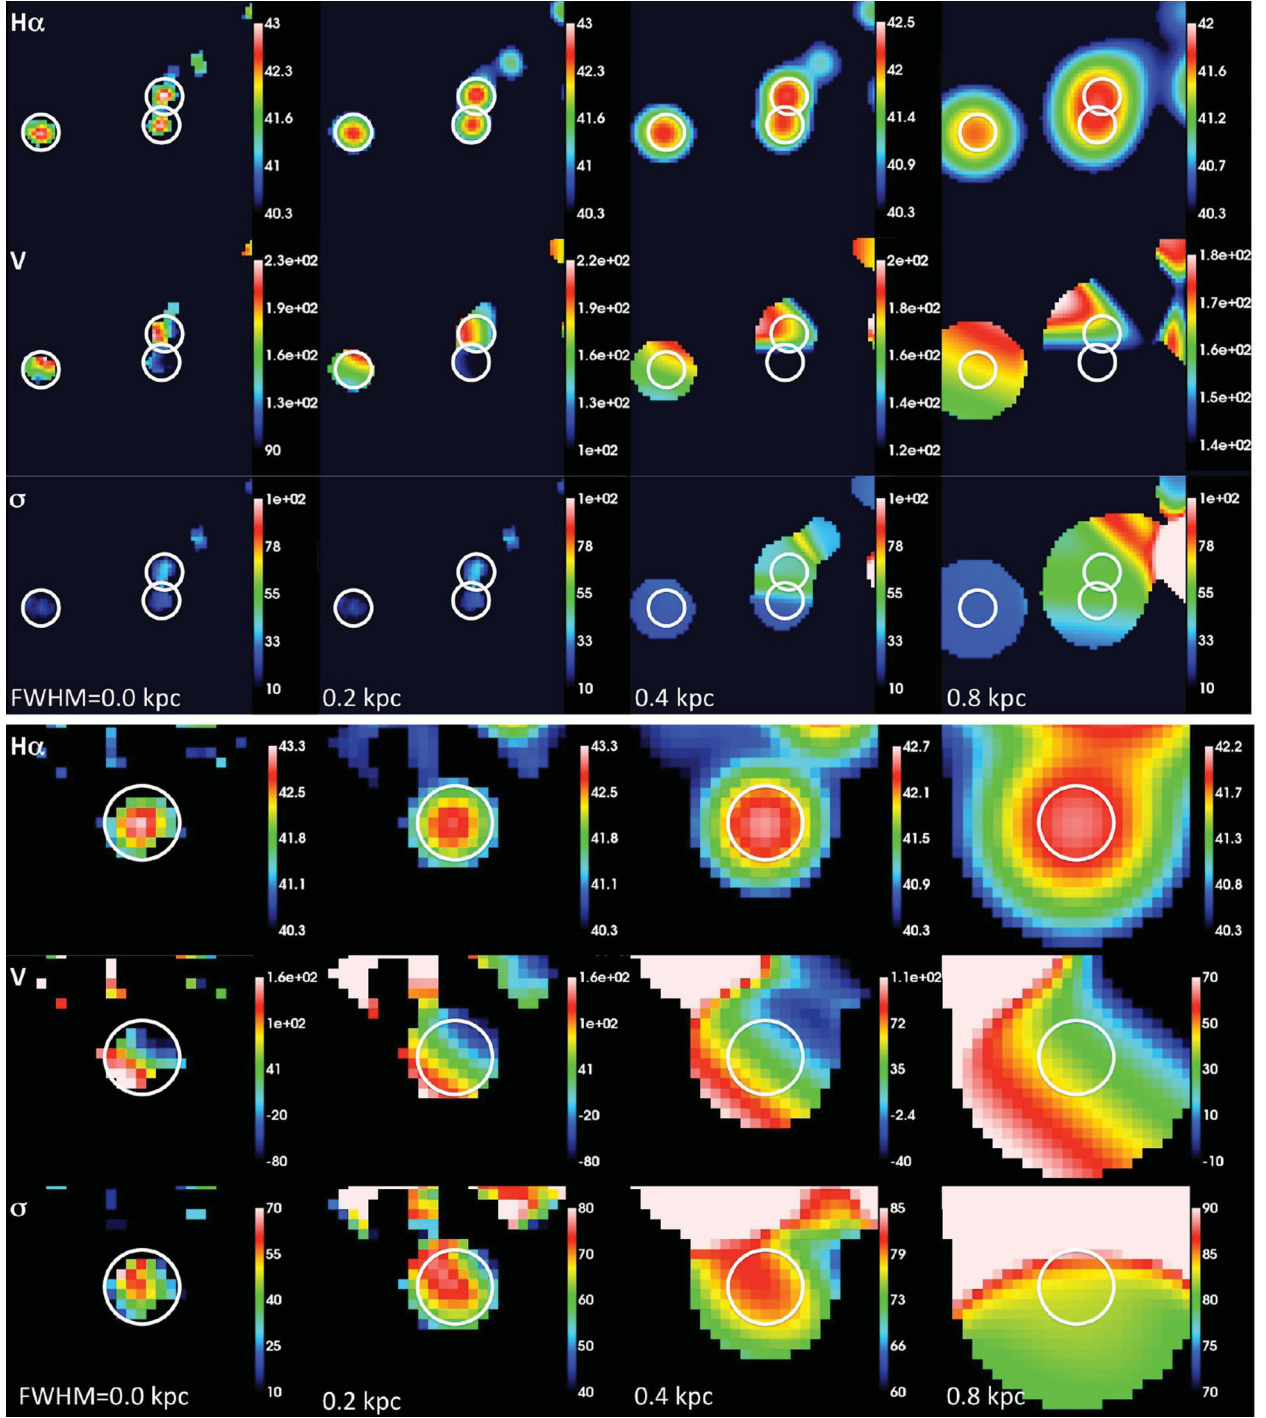 Hα
43
42.3
41.6
41
40.3
43
42.3
41.6
41
40.3
42.5
42
41.4
40.9
40.3
42
41.6
41.2
40.7
40.3
V
2.3e+02
1.9e+02
1.6e+02
1.3e+02
90
2.2e+02
1.9e+02
1.6e+02
1.3e+02
1e+02
2e+02
1.8e+02
1.6e+02
1.4e+02
1.2e+02
1.8e+02
1.7e+02
1.6e+02
1.5e+02
1.4e+02
σ
1e+02
78
55
33
10
1e+02
78
55
33
10
1e+02
78
55
33
10
1e+02
78
55
33
10
FWHM=0.0 kpc
0.2 kpc
0.4 kpc
0.8 kpc
Hα
43.3
42.5
41.8
41.1
40.3
43.3
42.5
41.8
41.1
40.3
42.7
42.1
41.5
40.9
40.3
42.2
41.7
41.3
40.8
40.3
V
1.6e+02
1e+02
41
-20
-80
1.6e+02
1e+02
41
-20
-80
1.1e+02
72
35
-2.4
-40
70
50
30
10
-10
σ
70
55
40
25
10
80
70
60
50
40
85
79
73
66
60
90
85
80
75
70
FWHM=0.0 kpc
0.2 kpc
0.4 kpc
0.8 kpc